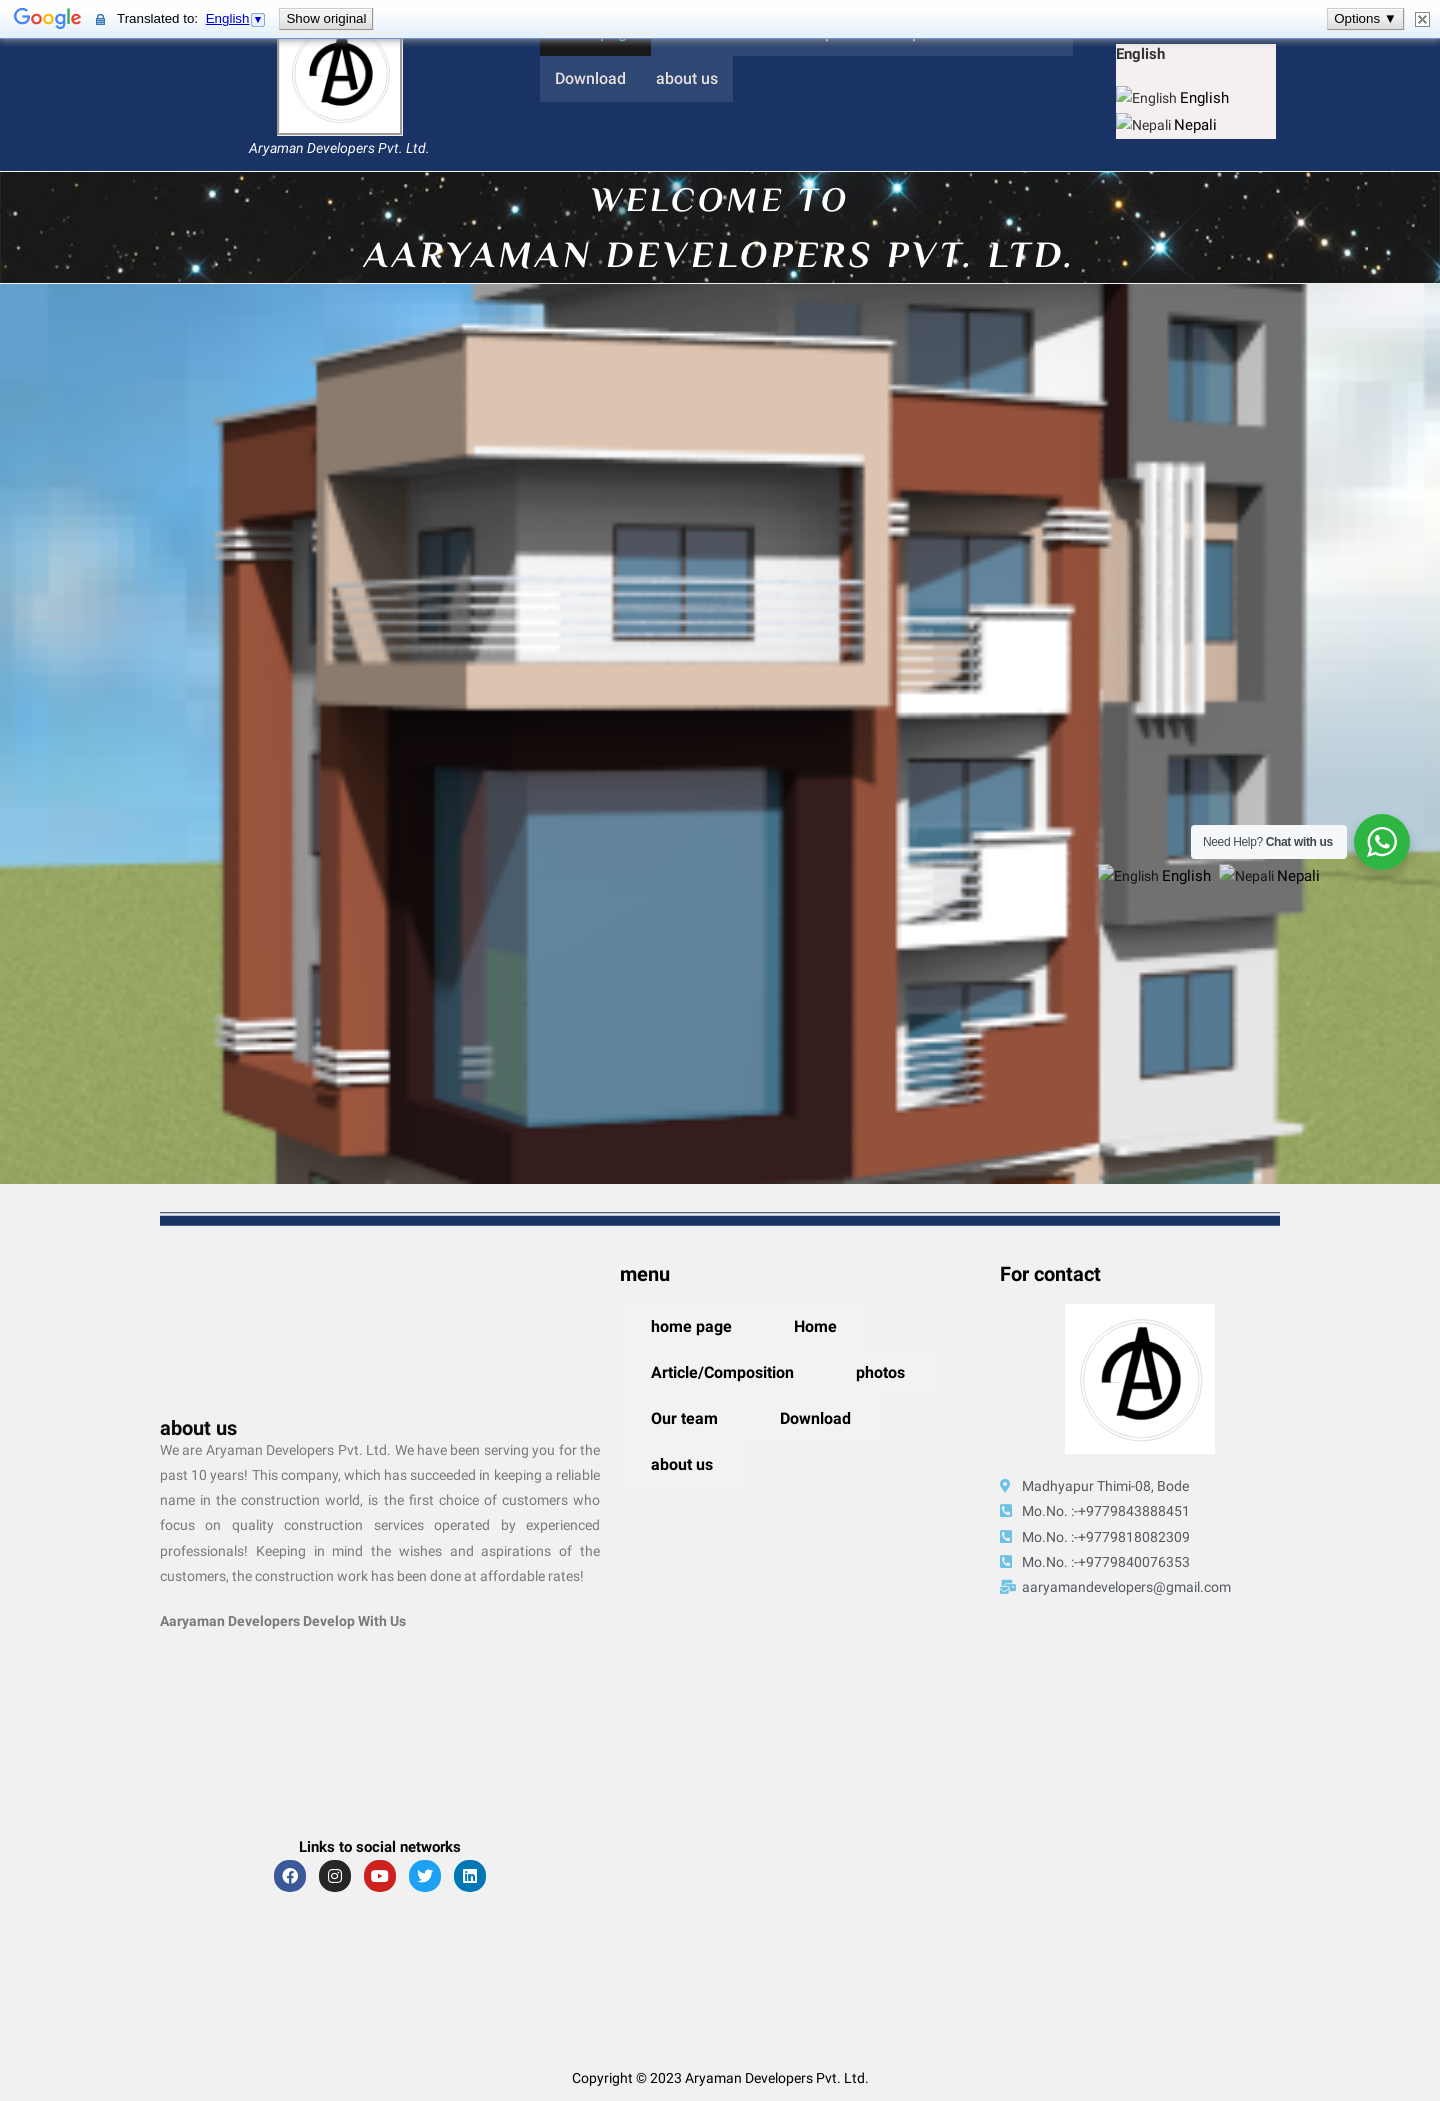 Google Translated to: English Show original Options ▼
English
Download about us
English English
Nepali Nepali
Aryaman Developers Pvt. Ltd.
WELCOME TO
AARYAMAN DEVELOPERS PVT. LTD.
Need Help? Chat with us
English English Nepali Nepali
menu
For contact
home page Home
Article/Composition photos
Our team Download
about us
about us
We are Aryaman Developers Pvt. Ltd. We have been serving you for the
past 10 years! This company, which has succeeded in keeping a reliable
name in the construction world, is the first choice of customers who
focus on quality construction services operated by experienced
professionals! Keeping in mind the wishes and aspirations of the
customers, the construction work has been done at affordable rates!
Aaryaman Developers Develop With Us
Madhyapur Thimi-08, Bode
Mo.No. :-+9779843888451
Mo.No. :-+9779818082309
Mo.No. :-+9779840076353
aaryamandevelopers@gmail.com
Links to social networks
Copyright © 2023 Aryaman Developers Pvt. Ltd.